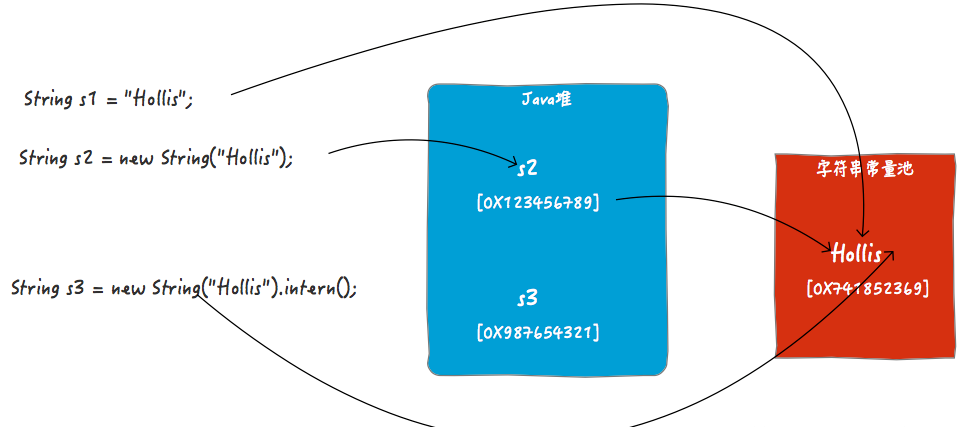 String s1 = "Hollis";
String s2 = new String("Hollis");
String s3 = new String("Hollis").intern();
Java堆
s2
[0X123456789]
s3
[0X987654321]
字符串常量池
Hollis
[0X741852369]